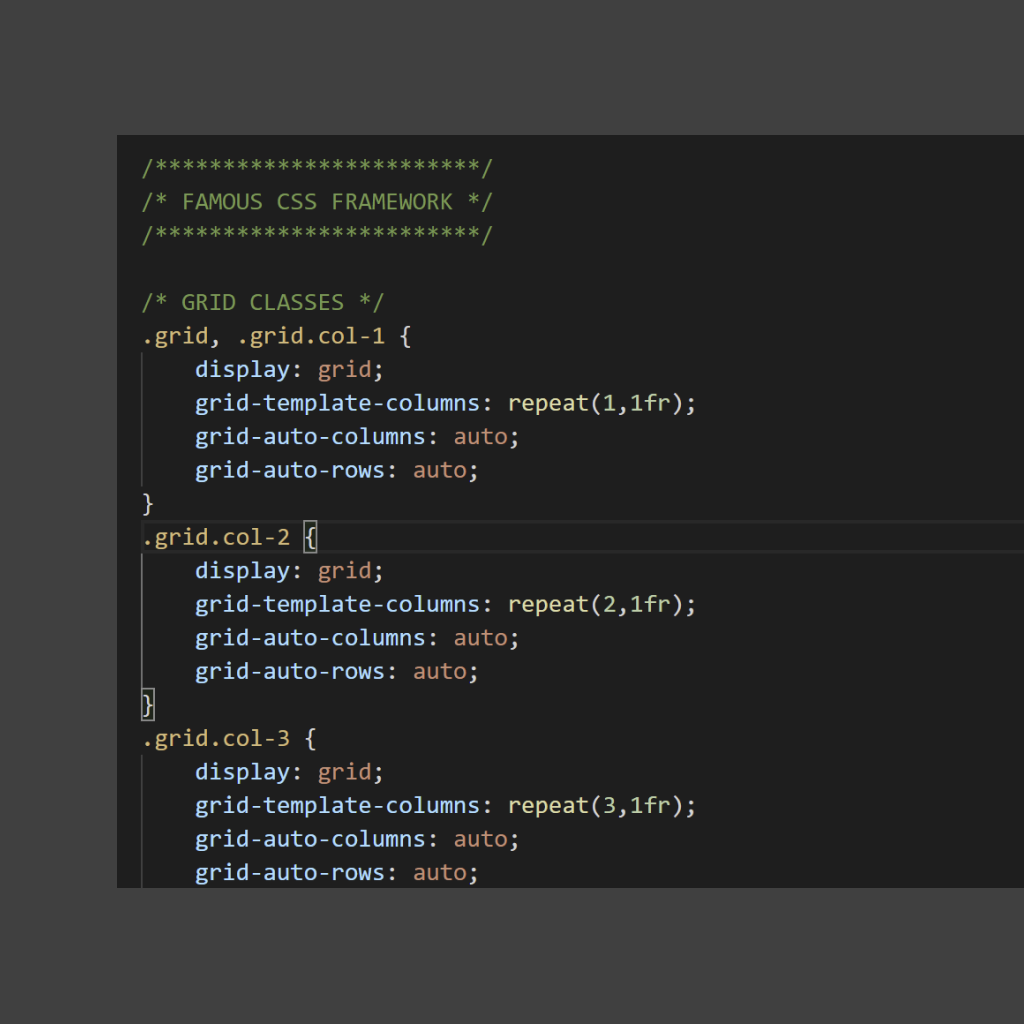 /************************/
/* FAMOUS CSS FRAMEWORK */
/************************/
/* GRID CLASSES */
.grid, .grid.col-1 {
    display: grid;
    grid-template-columns: repeat(1,1fr);
    grid-auto-columns: auto;
    grid-auto-rows: auto;
}
.grid.col-2 {
    display: grid;
    grid-template-columns: repeat(2,1fr);
    grid-auto-columns: auto;
    grid-auto-rows: auto;
}
.grid.col-3 {
    display: grid;
    grid-template-columns: repeat(3,1fr);
    grid-auto-columns: auto;
    grid-auto-rows: auto;